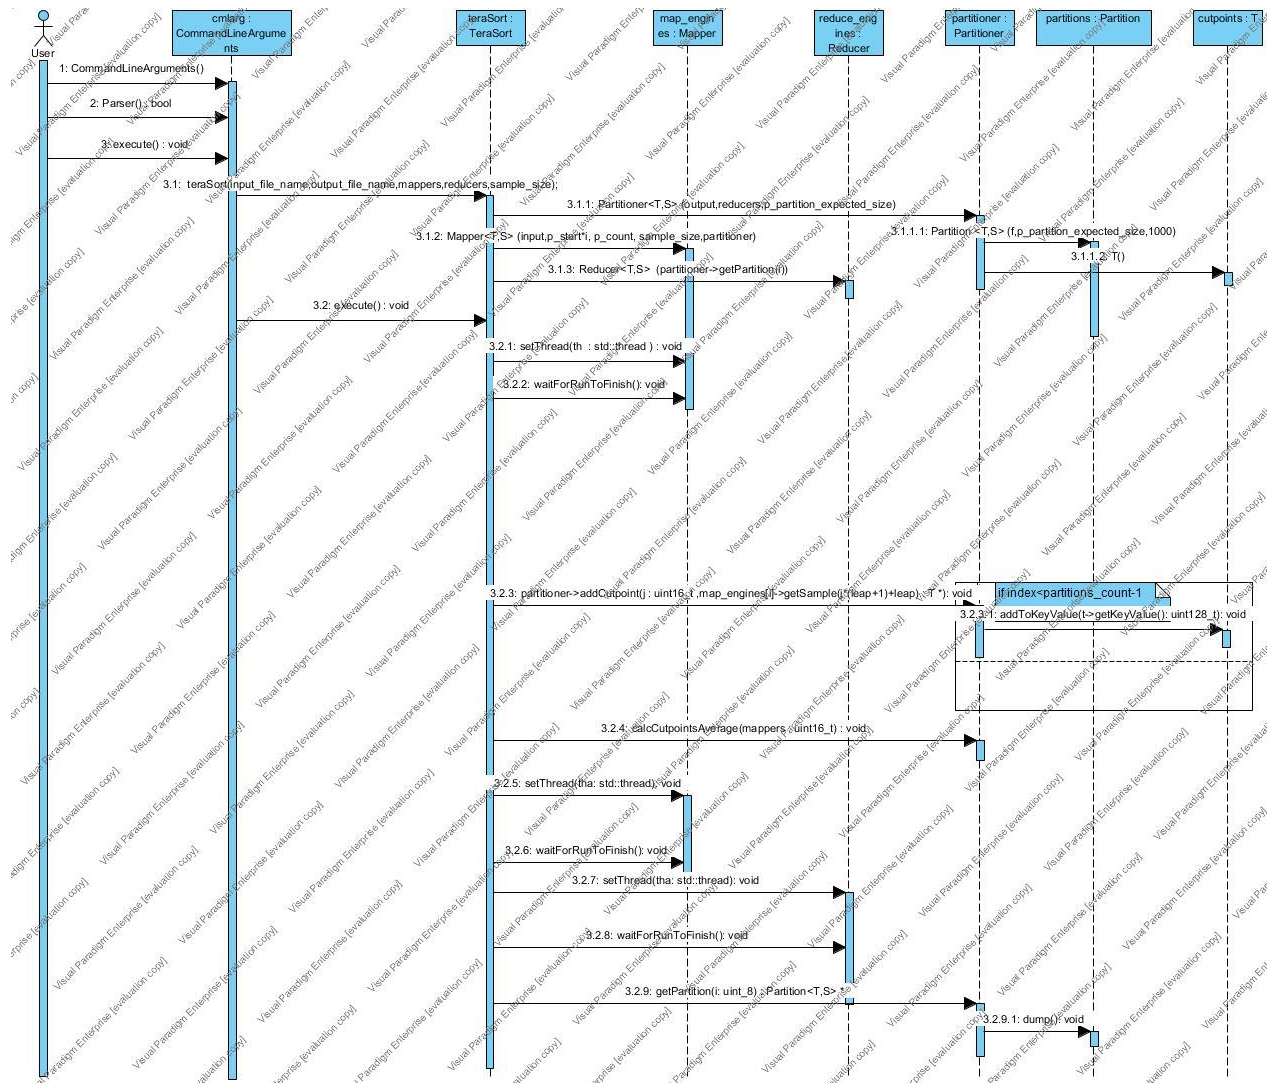 cmlarg :
CommandLineArgume
nts
teraSort :
TeraSort
map_engin
es : Mapper
reduce_eng
ines :
Reducer
partitioner :
Partitioner
partitions : Partition
cutpoints : T
User
1: CommandLineArguments()
2: Parser() : bool
3: execute() : void
3.1: teraSort(input_file_name,output_file_name,mappers,reducers,sample_size);
3.1.1: Partitioner<T,S> (output,reducers,p_partition_expected_size)
3.1.1.1: Partition <T,S> (f,p_partition_expected_size,1000)
3.1.2: Mapper<T,S> (input,p_start*i, p_count, sample_size,partitioner)
3.1.1.2: T()
3.1.3: Reducer<T,S> (partitioner->getPartition(i))
3.2: execute() : void
3.2.1: setThread(th : std::thread ) : void
3.2.2: waitForRunToFinish(): void
if index<partitions_count-1
3.2.3: partitioner->addCutpoint(j : uint16_t ,map_engines[i]->getSample(j*(leap+1)+leap) : T *): void
3.2.3.1: addToKeyValue(t->getKeyValue(): uint128_t): void
3.2.4: calcCutpointsAverage(mappers : uint16_t) : void
3.2.5: setThread(tha: std::thread): void
3.2.6: waitForRunToFinish(): void
3.2.7: setThread(tha: std::thread): void
3.2.8: waitForRunToFinish(): void
3.2.9: getPartition(i: uint_8) : Partition<T,S> *
3.2.9.1: dump(): void
Visual Paradigm Enterprise [evaluation copy]